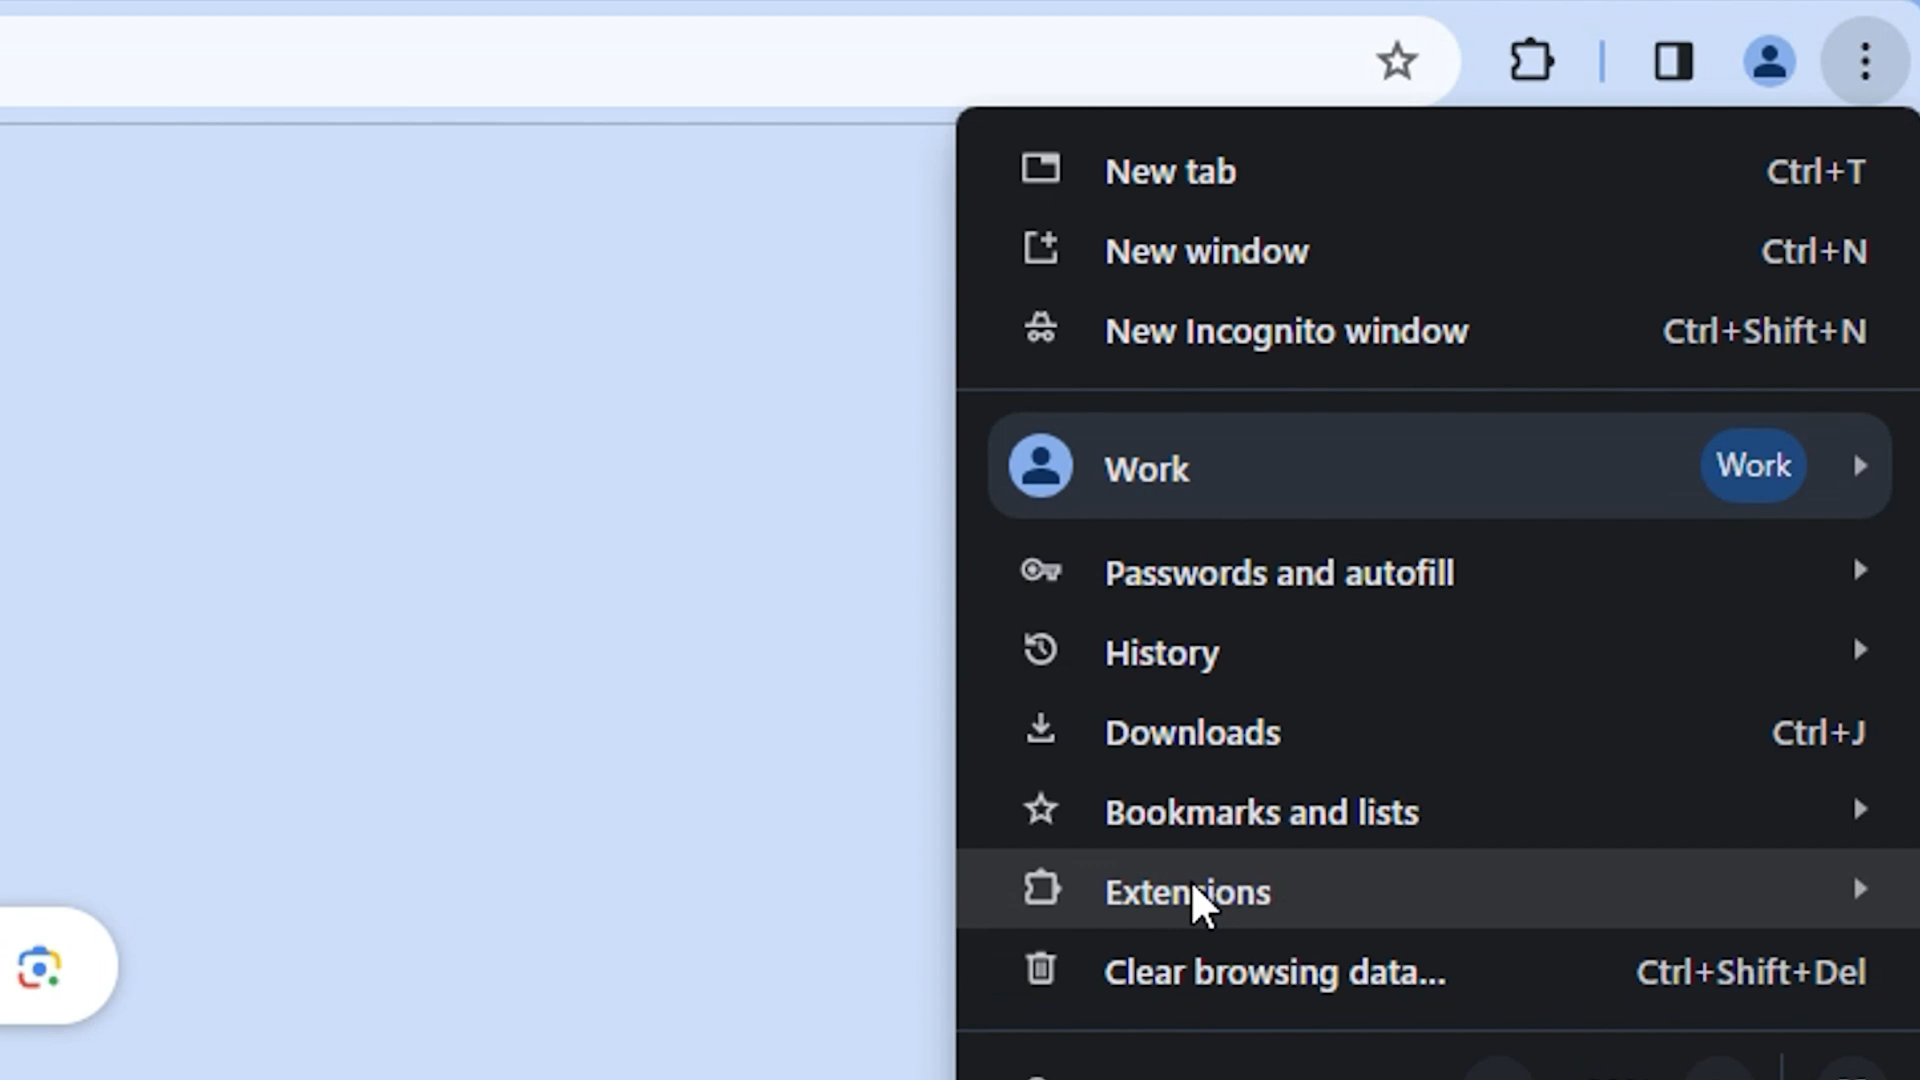 New tab Ctrl+T
New window Ctrl+N
New Incognito window Ctrl+Shift+N
Work Work
Passwords and autofill
History
Downloads Ctrl+J
Bookmarks and lists
Extensions
Clear browsing data... Ctrl+Shift+Del